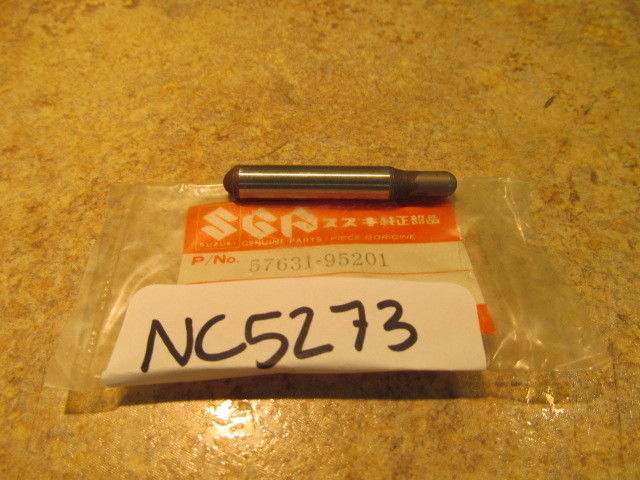 SGP スズキ純正部品
SUZUKI GENUINE PARTS / PIECE D'ORIGINE
P/No. 57631-95201
NC5273